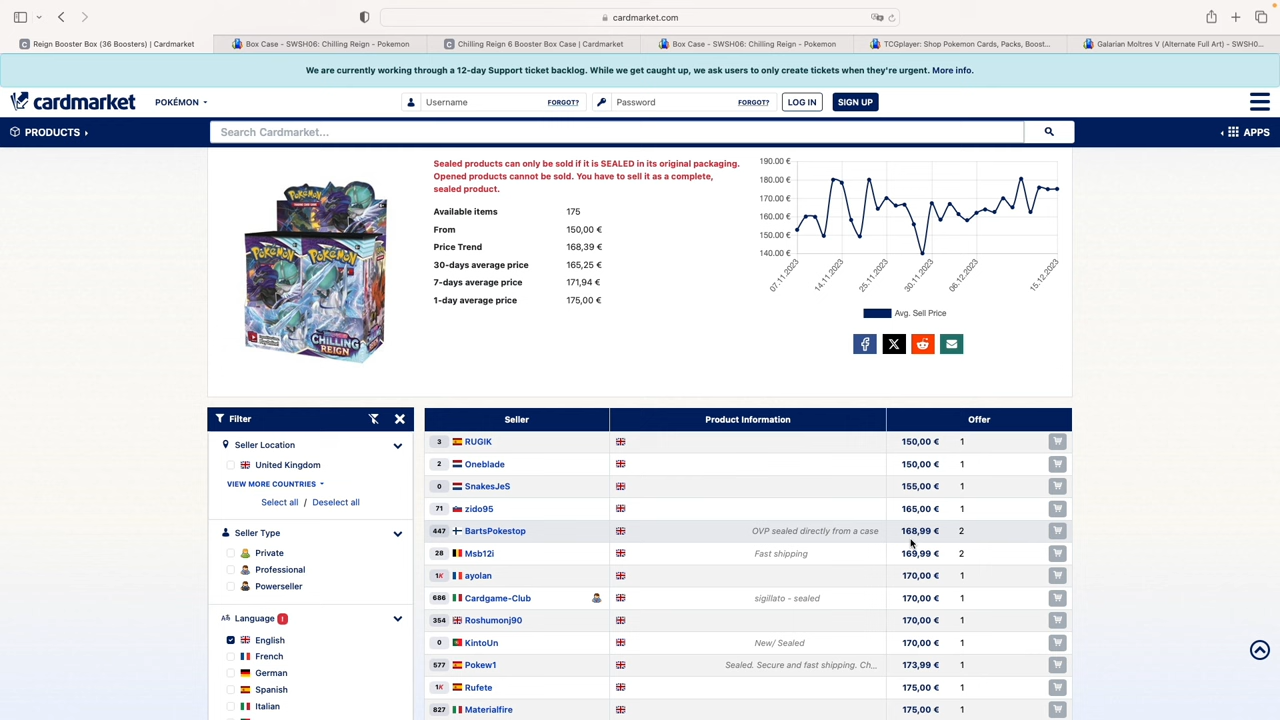 cardmarket.com
Reign Booster Box (36 Boosters) | Cardmarket
Box Case - SWSH06: Chilling Reign - Pokemon
Chilling Reign 6 Booster Box Case | Cardmarket
Box Case - SWSH06: Chilling Reign - Pokemon
TCGplayer: Shop Pokemon Cards, Packs, Boost...
Galarian Moltres V (Alternate Full Art) - SWSH0...
We are currently working through a 12-day Support ticket backlog. While we get caught up, we ask users to only create tickets when they're urgent. More info.
cardmarket
POKÉMON
Username
FORGOT?
Password
FORGOT?
LOG IN
SIGN UP
PRODUCTS
Search Cardmarket...
APPS
Sealed products can only be sold if it is SEALED in its original packaging.
Opened products cannot be sold. You have to sell it as a complete,
sealed product.
Available items 175
From 150,00 €
Price Trend 168,39 €
30-days average price 165,25 €
7-days average price 171,94 €
1-day average price 175,00 €
POKÉMON
POKÉMON
POKÉMON
CHILLING
REIGN
190.00 €
180.00 €
170.00 €
160.00 €
150.00 €
140.00 €
07.11.2023
14.11.2023
25.11.2023
30.11.2023
06.12.2023
15.12.2023
Avg. Sell Price
Filter
Seller Location
United Kingdom
VIEW MORE COUNTRIES
Select all / Deselect all
Seller Type
Private
Professional
Powerseller
Language !
English
French
German
Spanish
Italian
Seller Product Information Offer
3 RUGIK 150,00 € 1
2 Oneblade 150,00 € 1
0 SnakesJeS 155,00 € 1
71 zido95 165,00 € 1
447 BartsPokestop OVP sealed directly from a case 168,99 € 2
28 Msb12i Fast shipping 169,99 € 2
1K ayolan 170,00 € 1
686 Cardgame-Club sigillato - sealed 170,00 € 1
354 Roshumonj90 170,00 € 1
0 KintoUn New/ Sealed 170,00 € 1
577 Pokew1 Sealed. Secure and fast shipping. Ch... 173,99 € 1
1K Rufete 175,00 € 1
827 Materialfire 175,00 € 1